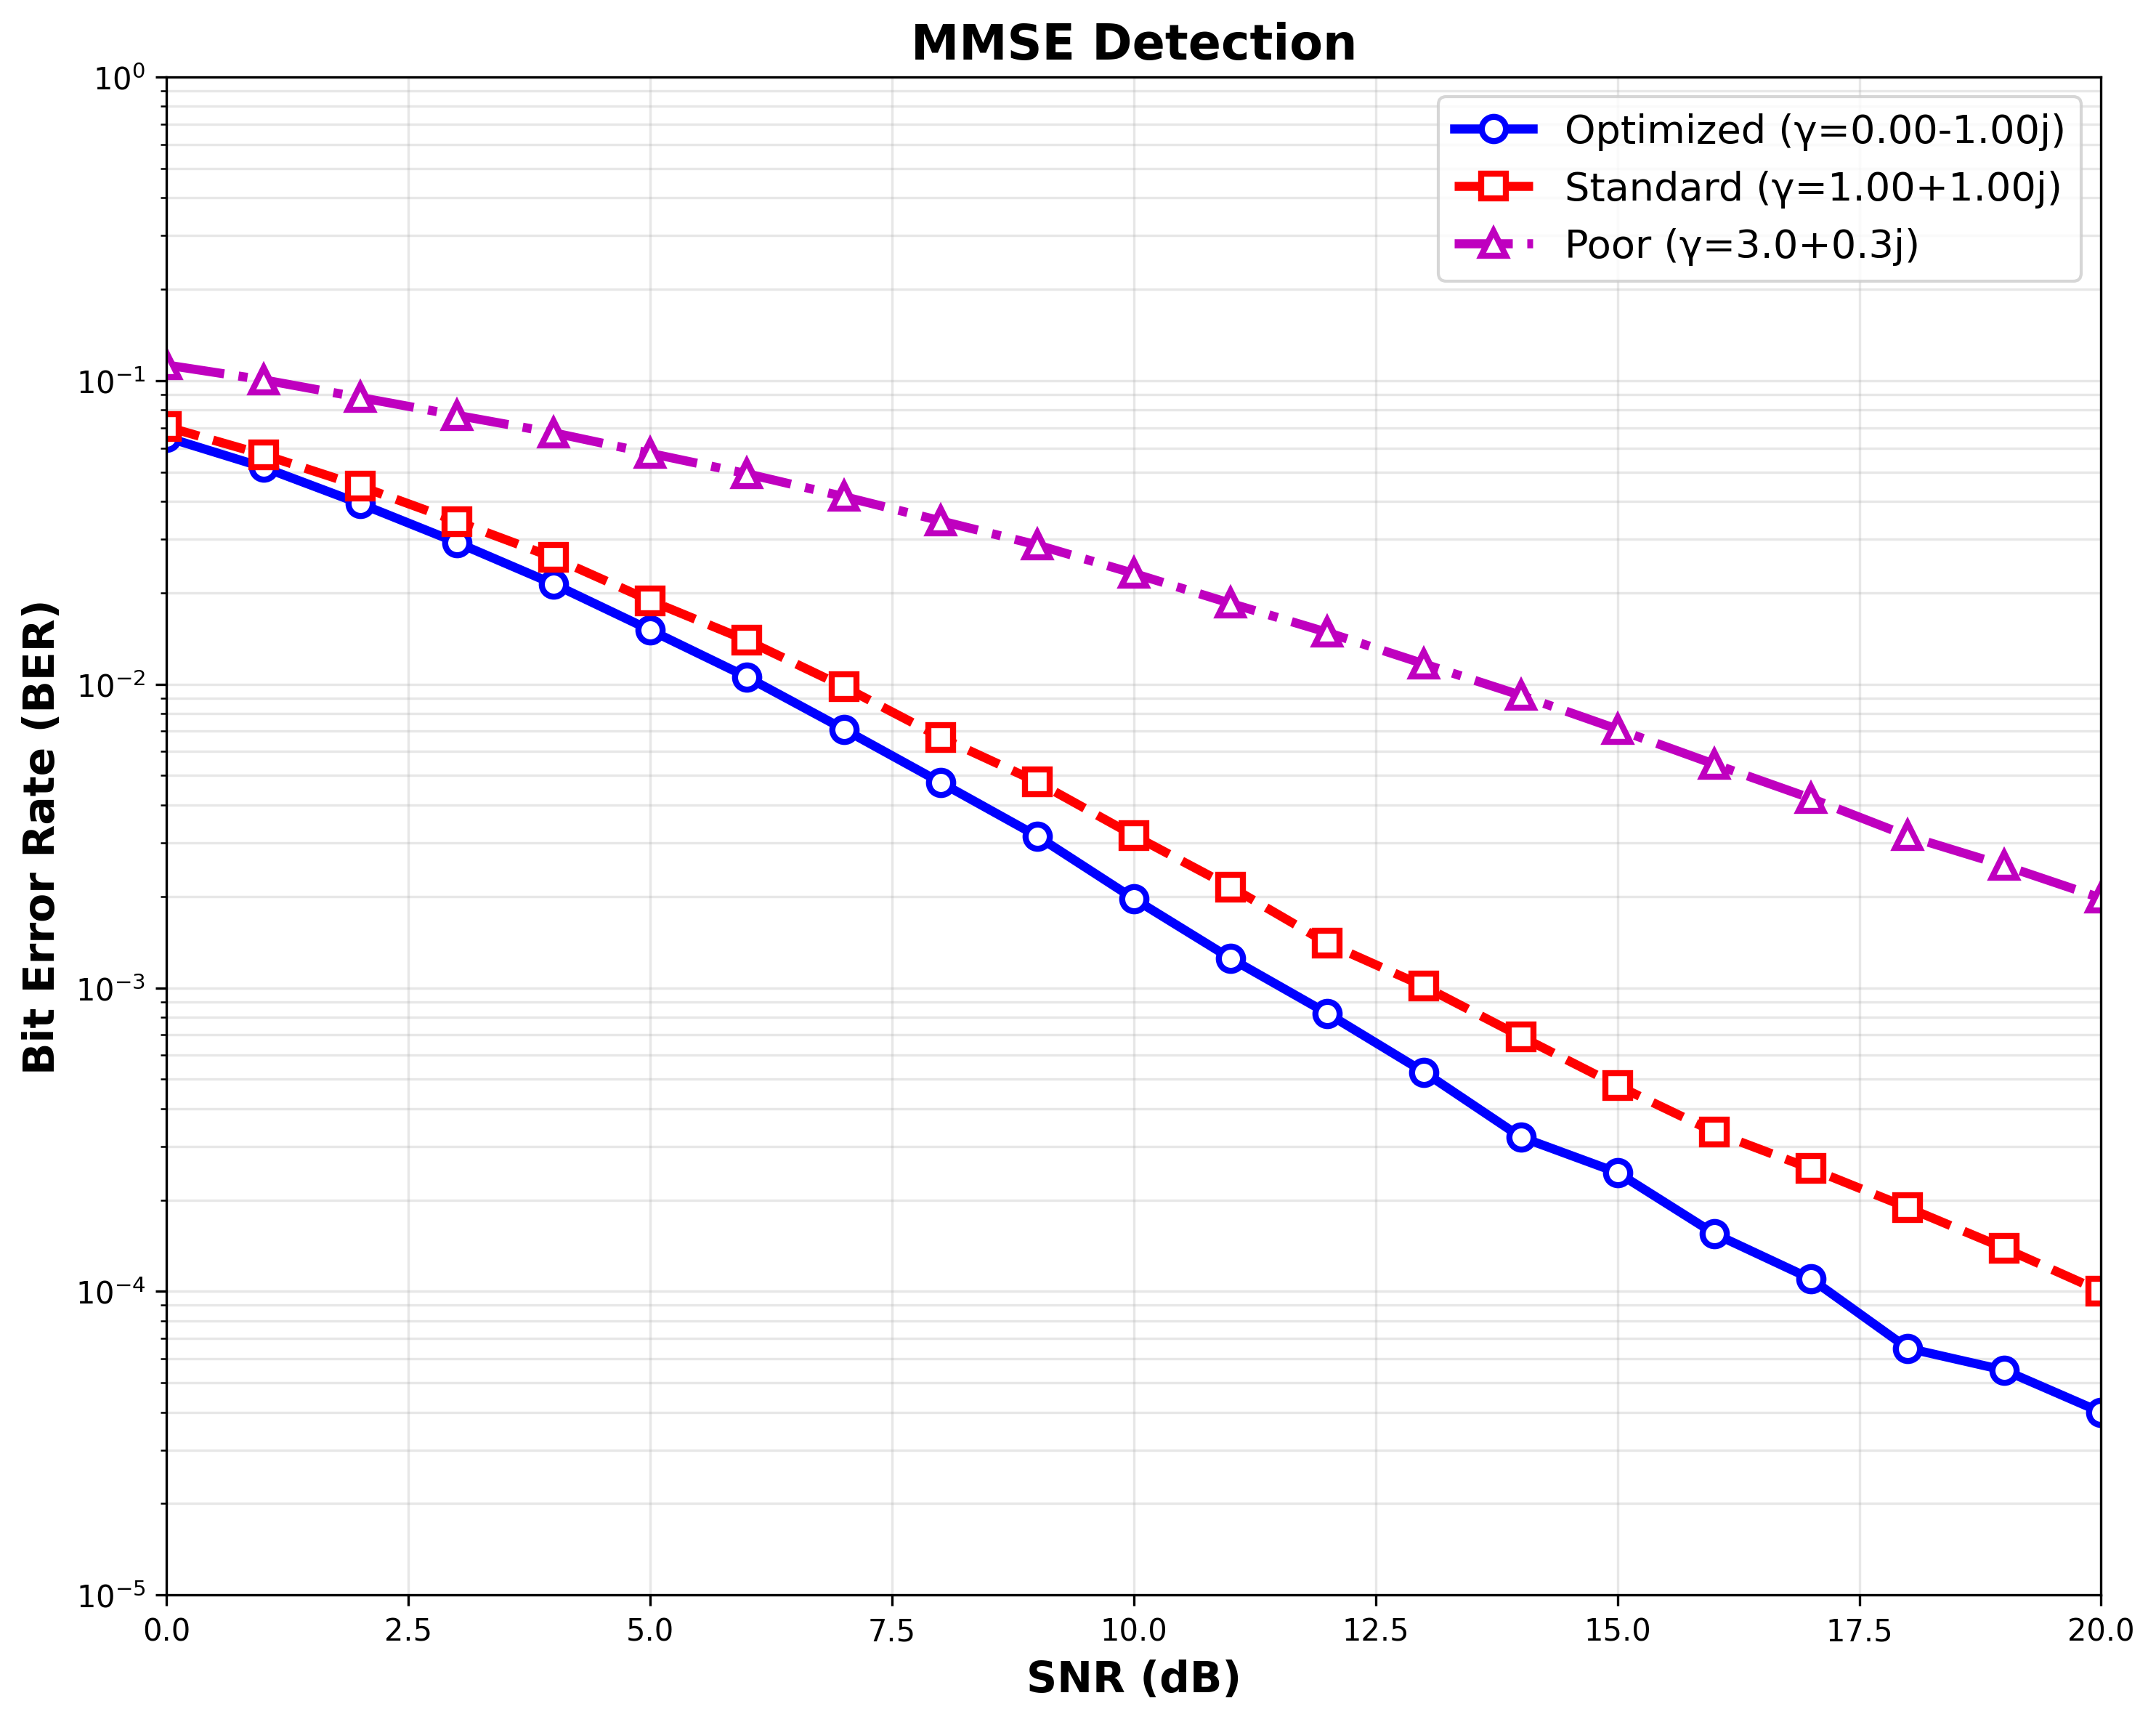 MMSE Detection
10⁰
10⁻¹
10⁻²
10⁻³
10⁻⁴
10⁻⁵
Bit Error Rate (BER)
Optimized (γ=0.00-1.00j)
Standard (γ=1.00+1.00j)
Poor (γ=3.0+0.3j)
0.0 2.5 5.0 7.5 10.0 12.5 15.0 17.5 20.0
SNR (dB)